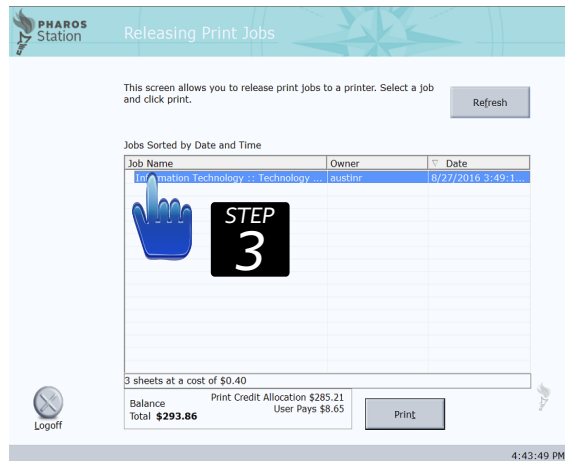 PHAROS
Station
Releasing Print Jobs
This screen allows you to release print jobs to a printer. Select a job
and click print.
Refresh
Jobs Sorted by Date and Time
Job Name Owner Date
Information Technology :: Technology ... austinr 8/27/2016 3:49:1...
STEP
3
3 sheets at a cost of $0.40
Balance Print Credit Allocation $285.21
User Pays $8.65
Total $293.86
Print
Logoff
4:43:49 PM